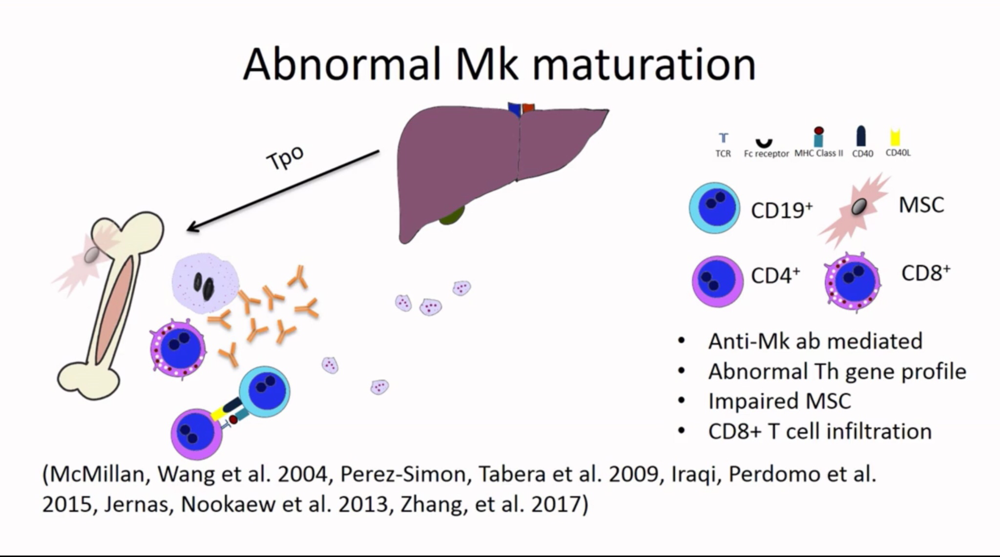 Abnormal Mk maturation
Tpo
TCR
Fc receptor
MHC Class II
CD40
CD40L
CD19+
MSC
CD4+
CD8+
• Anti-Mk ab mediated
• Abnormal Th gene profile
• Impaired MSC
• CD8+ T cell infiltration
(McMillan, Wang et al. 2004, Perez-Simon, Tabera et al. 2009, Iraqi, Perdomo et al.
2015, Jernas, Nookaew et al. 2013, Zhang, et al. 2017)